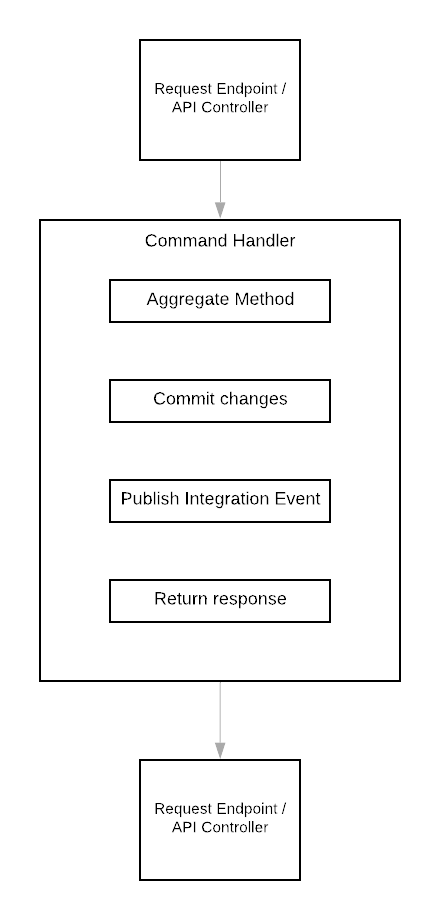 Request Endpoint /
API Controller
Command Handler
Aggregate Method
Commit changes
Publish Integration Event
Return response
Request Endpoint /
API Controller